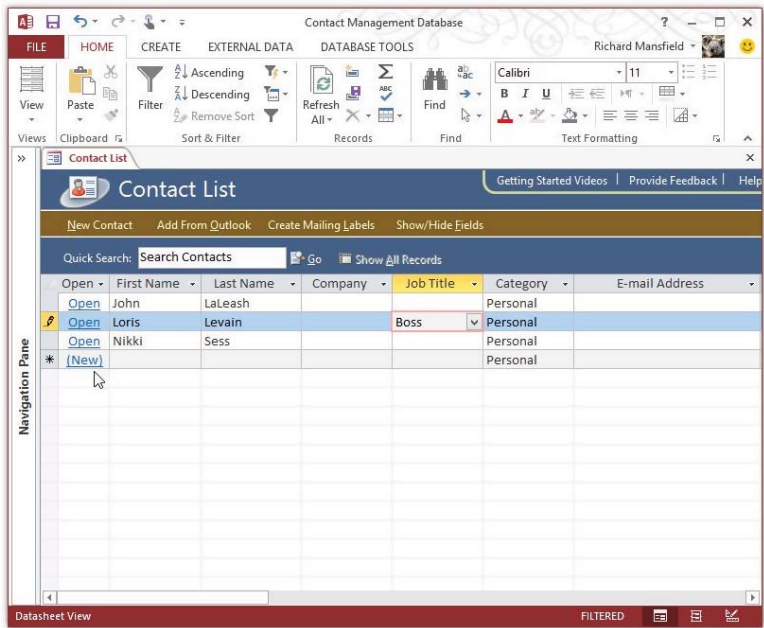 Contact Management Database
FILE HOME CREATE EXTERNAL DATA DATABASE TOOLS Richard Mansfield
View Paste Filter Ascending Descending Remove Sort Refresh All Find Calibri 11
B I U
Views Clipboard Sort & Filter Records Find Text Formatting
Contact List
Contact List Getting Started Videos | Provide Feedback | Help
New Contact Add From Outlook Create Mailing Labels Show/Hide Fields
Quick Search: Search Contacts Go Show All Records
Open First Name Last Name Company Job Title Category E-mail Address
Open John LaLeash Personal
Open Loris Levain Boss Personal
Open Nikki Sess Personal
(New) Personal
Navigation Pane
Datasheet View FILTERED